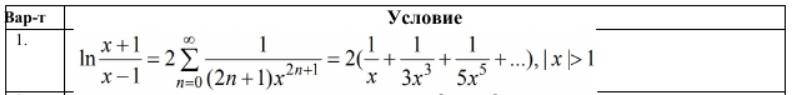 Вар-т Условие
1. ln (x+1)/(x−1) = 2 ∑_{n=0}^{∞} 1/((2n+1)x^{2n+1}) = 2(1/x + 1/(3x^3) + 1/(5x^5) + ...), | x |> 1